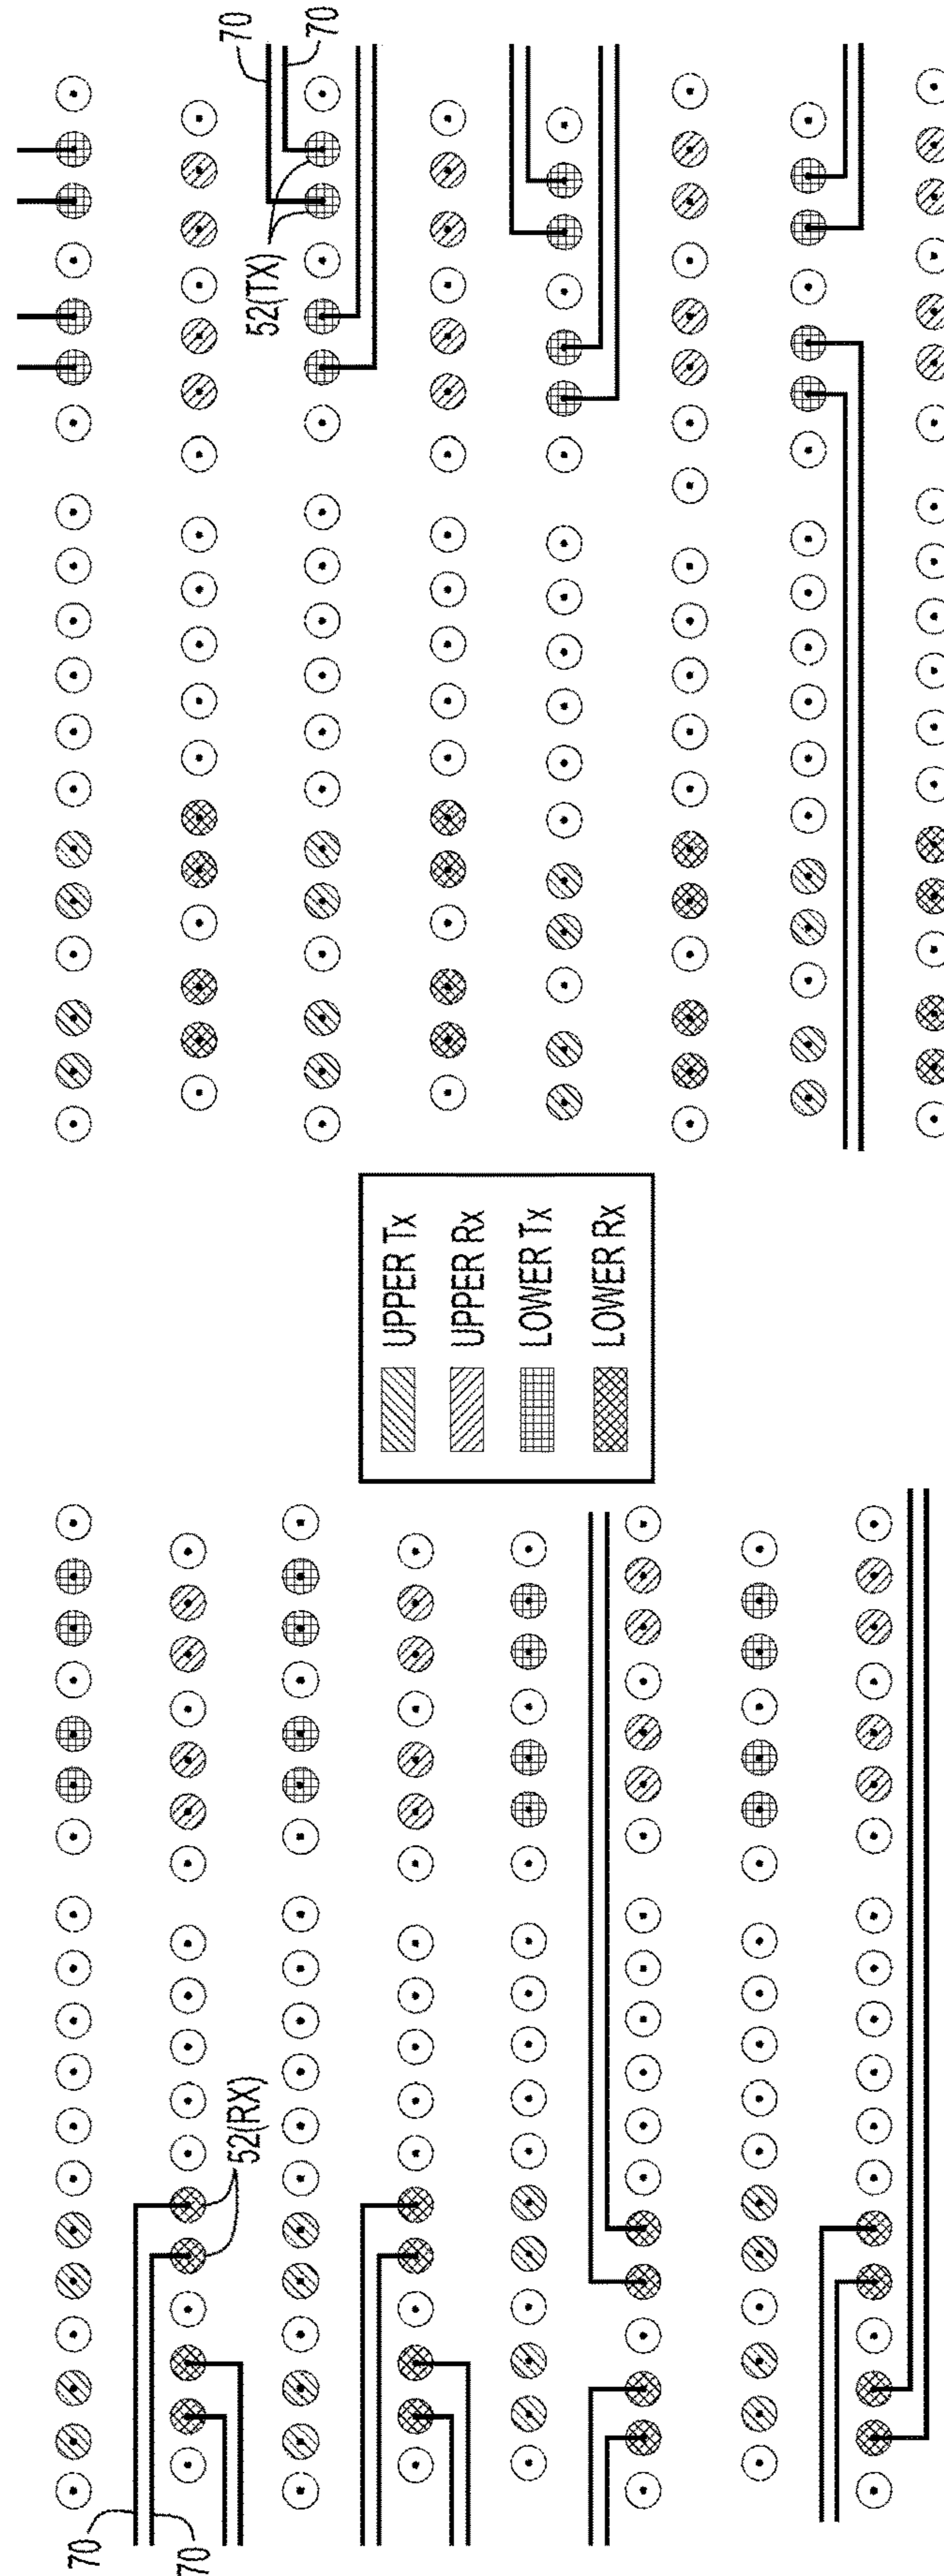 70
70
52(TX)
UPPER Tx
UPPER Rx
LOWER Tx
LOWER Rx
52(RX)
70
70